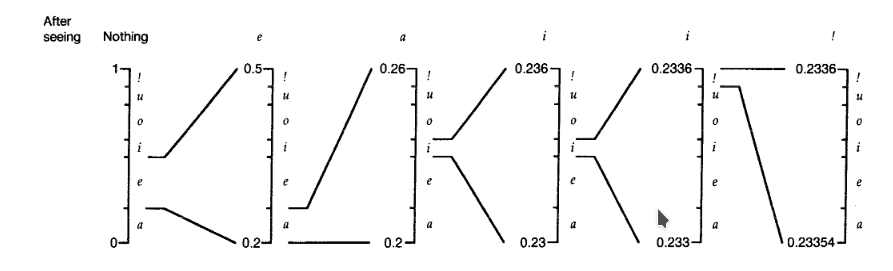 After
seeing Nothing e a i i !
1 0.5 0.26 0.236 0.2336 0.2336
! ! ! ! ! !
u u u u u u
o o o o o o
i i i i i i
e e e e e e
a a a a a a
0 0.2 0.2 0.23 0.233 0.23354